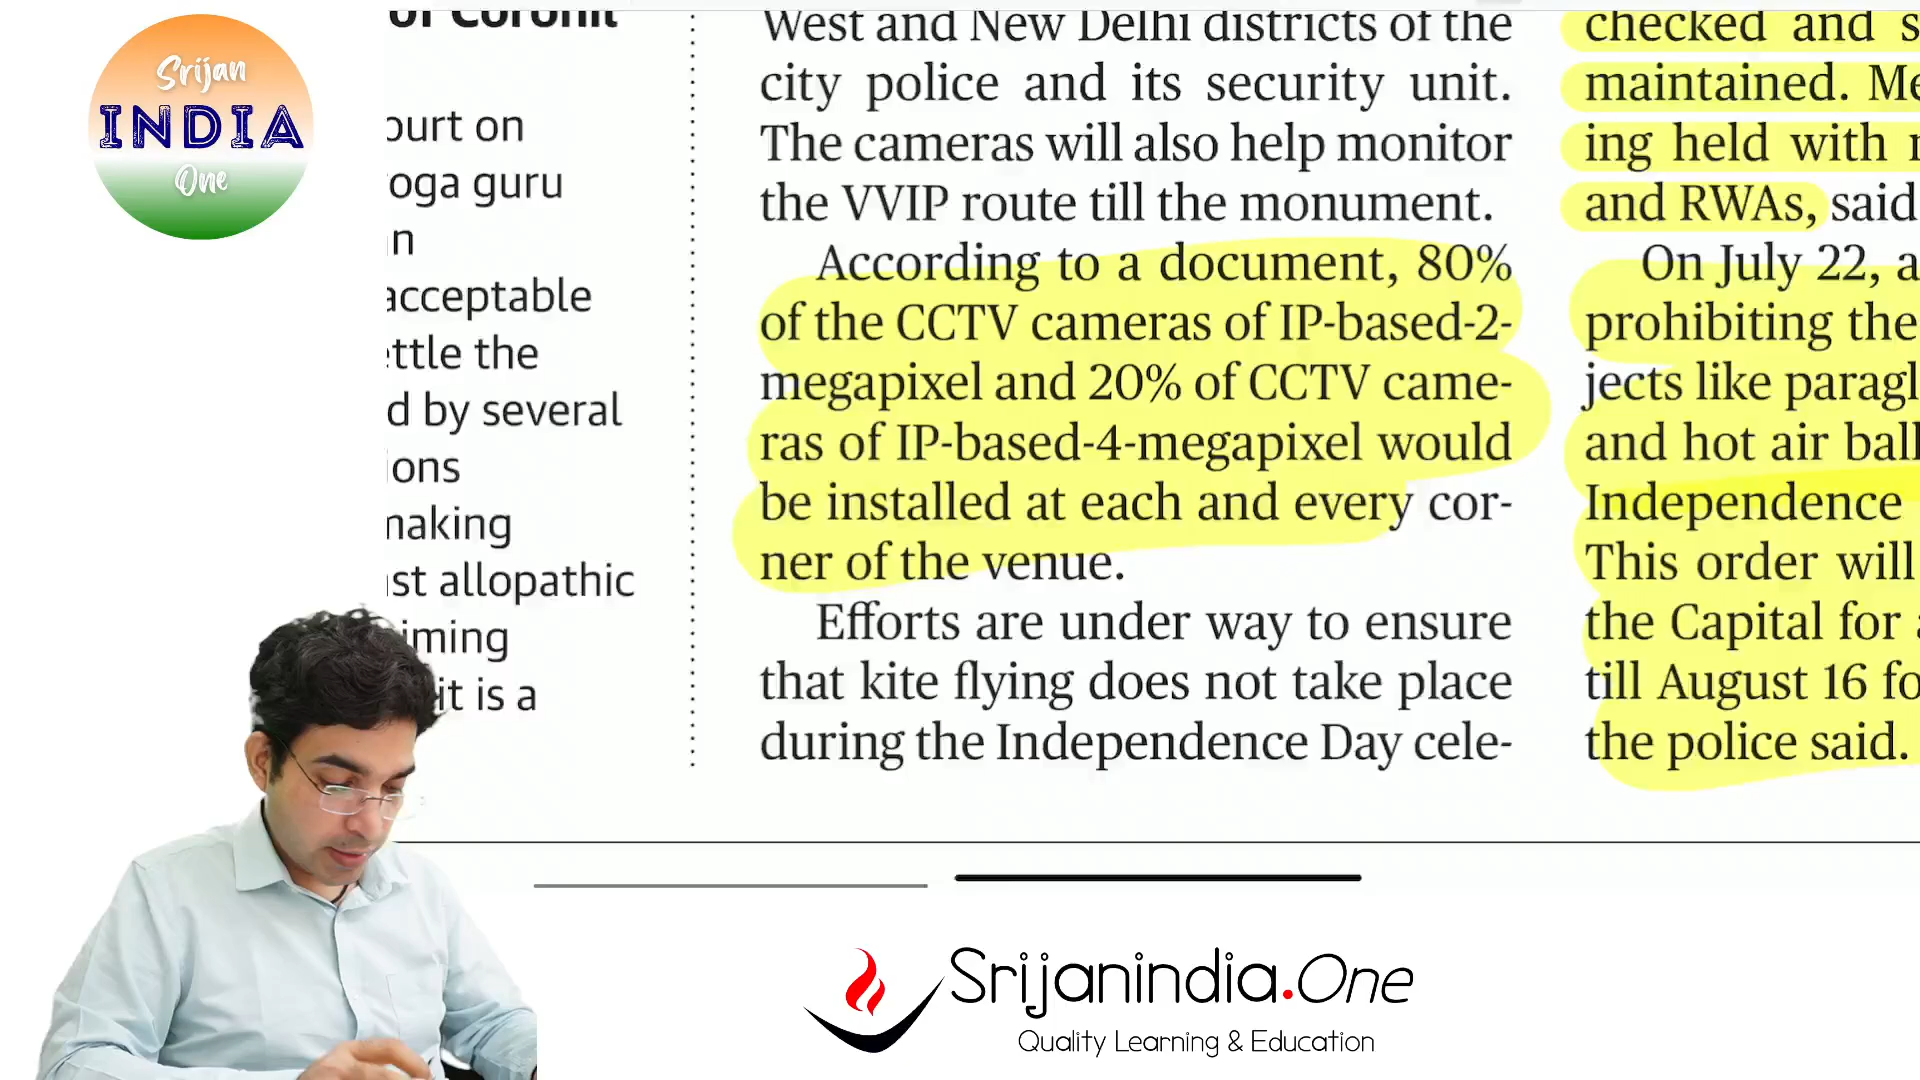 Srijan
INDIA
One
of Coronil
ourt on
oga guru
n
acceptable
ettle the
d by several
ions
making
st allopathic
iming
it is a
West and New Delhi districts of the
city police and its security unit.
The cameras will also help monitor
the VVIP route till the monument.
According to a document, 80%
of the CCTV cameras of IP-based-2-
megapixel and 20% of CCTV came-
ras of IP-based-4-megapixel would
be installed at each and every cor-
ner of the venue.
Efforts are under way to ensure
that kite flying does not take place
during the Independence Day cele-
checked and s
maintained. Me
ing held with
and RWAs, said
On July 22, a
prohibiting the
jects like paragl
and hot air ball
Independence
This order will
the Capital for a
till August 16 fo
the police said.
Srijanindia.One
Quality Learning & Education